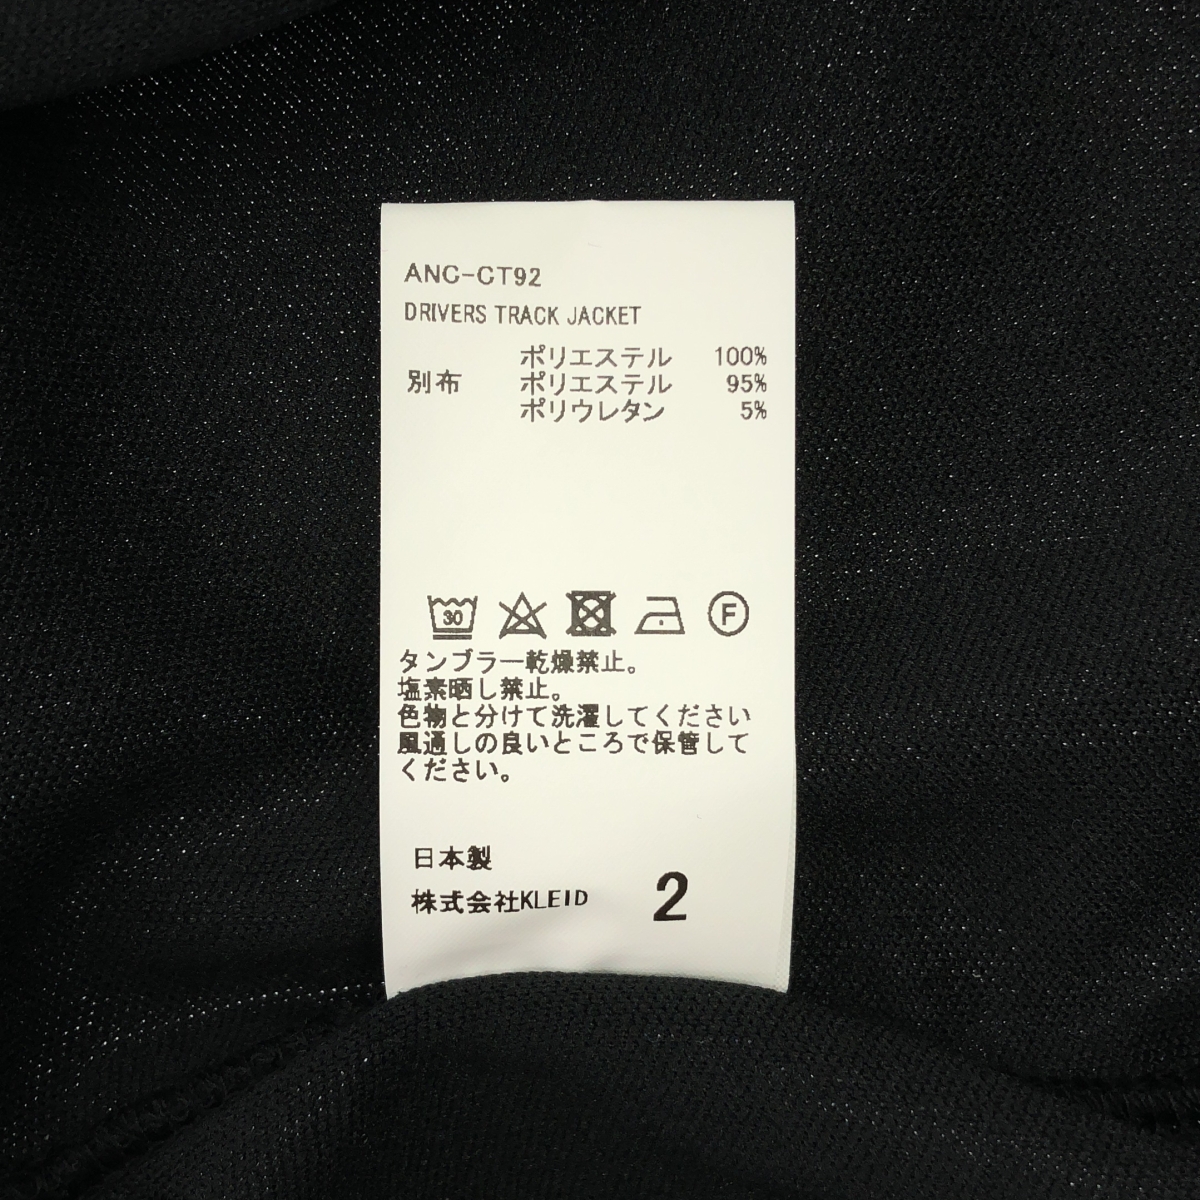 ANC-CT92
DRIVERS TRACK JACKET
ポリエステル 100%
別布 ポリエステル 95%
ポリウレタン 5%
30 F
タンブラー乾燥禁止。
塩素晒し禁止。
色物と分けて洗濯してください
風通しの良いところで保管して
ください。
日本製
株式会社KLEID 2